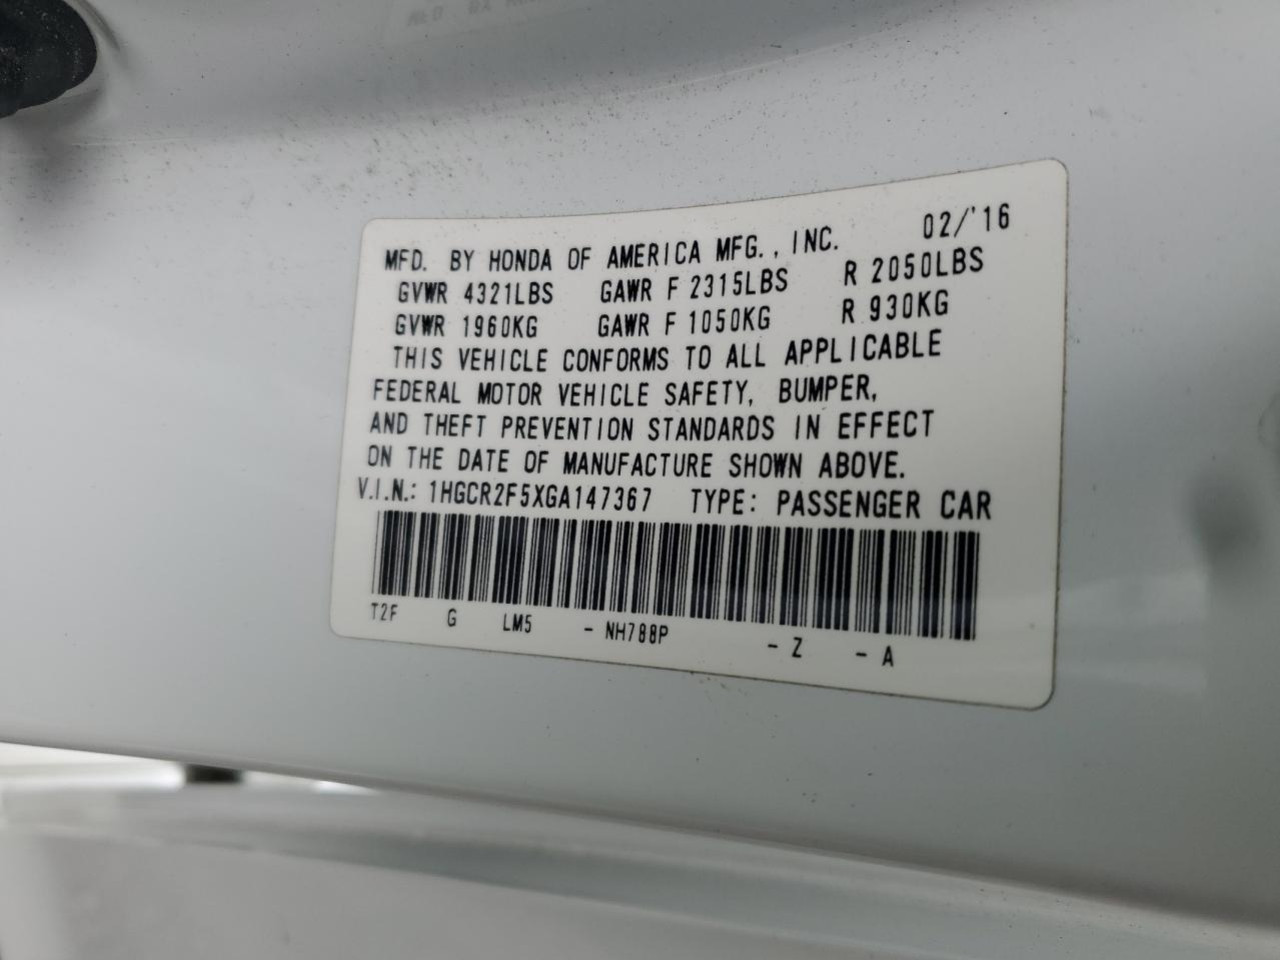 MFD. BY HONDA OF AMERICA MFG., INC. 02/'16
GVWR 4321LBS GAWR F 2315LBS R 2050LBS
GVWR 1960KG GAWR F 1050KG R 930KG
THIS VEHICLE CONFORMS TO ALL APPLICABLE
FEDERAL MOTOR VEHICLE SAFETY, BUMPER,
AND THEFT PREVENTION STANDARDS IN EFFECT
ON THE DATE OF MANUFACTURE SHOWN ABOVE.
V.I.N.: 1HGCR2F5XGA147367 TYPE: PASSENGER CAR
T2F G LM5 - NH788P - Z - A